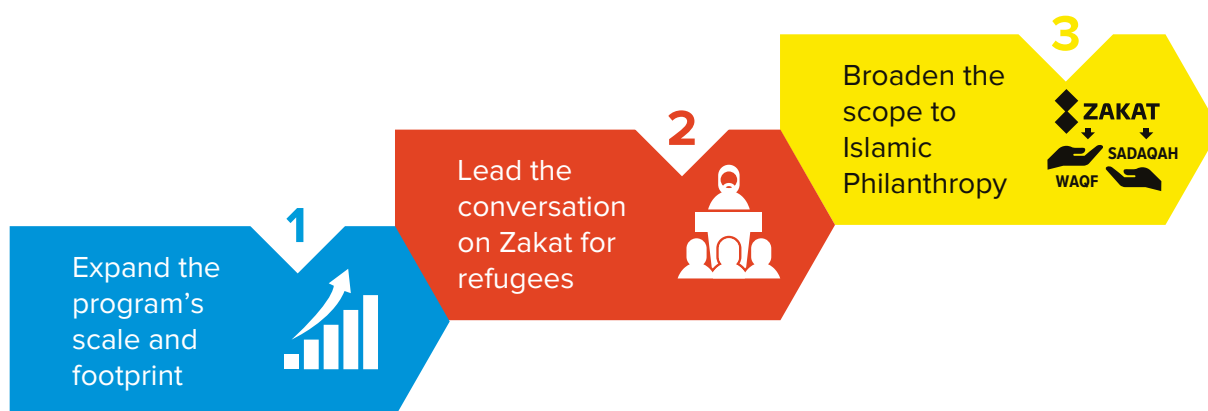 1
Expand the
program’s
scale and
footprint
2
Lead the
conversation
on Zakat for
refugees
3
Broaden the
scope to
Islamic
Philanthropy
ZAKAT
SADAQAH
WAQF